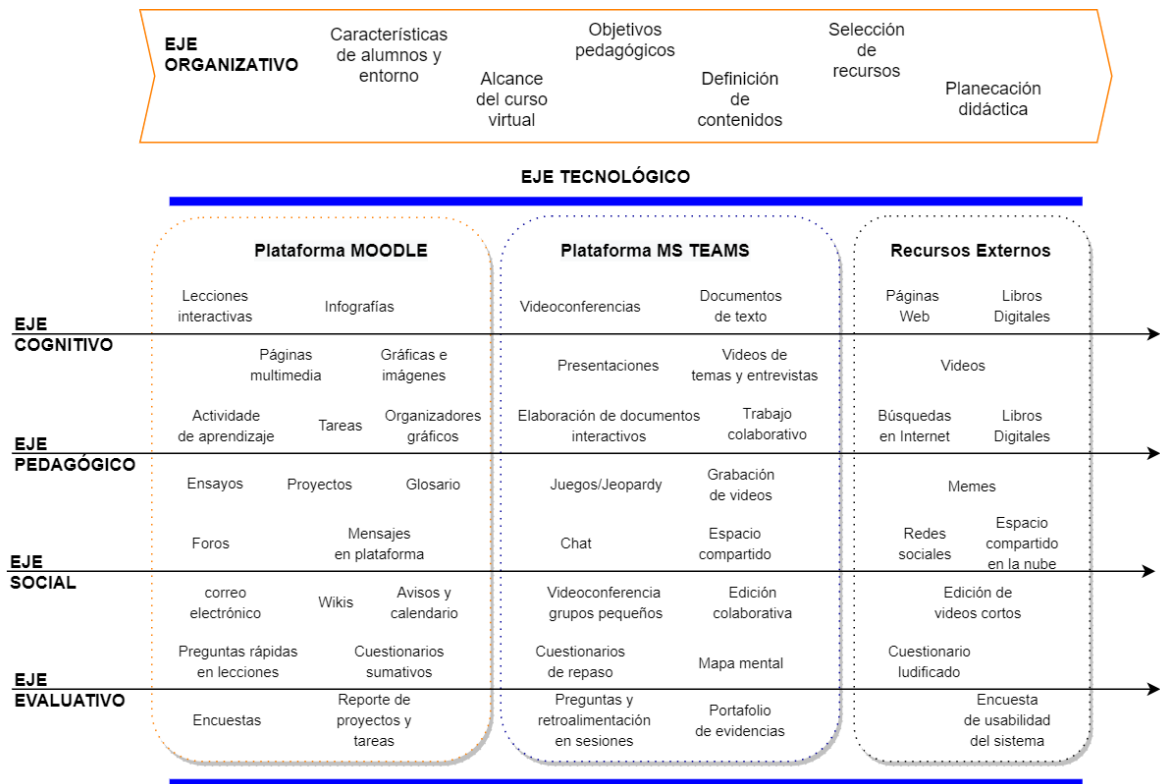 EJE
ORGANIZATIVO
Características
de alumnos y
entorno
Alcance
del curso
virtual
Objetivos
pedagógicos
Definición
de
contenidos
Selección
de
recursos
Planecación
didáctica
EJE TECNOLÓGICO
Plataforma MOODLE
Plataforma MS TEAMS
Recursos Externos
EJE
COGNITIVO
Lecciones
interactivas
Infografías
Páginas
multimedia
Gráficas e
imágenes
Videoconferencias
Documentos
de texto
Presentaciones
Videos de
temas y entrevistas
Páginas
Web
Libros
Digitales
Videos
EJE
PEDAGÓGICO
Actividade
de aprendizaje
Tareas
Organizadores
gráficos
Ensayos
Proyectos
Glosario
Elaboración de documentos
interactivos
Trabajo
colaborativo
Juegos/Jeopardy
Grabación
de videos
Búsquedas
en Internet
Libros
Digitales
Memes
EJE
SOCIAL
Foros
Mensajes
en plataforma
correo
electrónico
Wikis
Avisos y
calendario
Chat
Espacio
compartido
Videoconferencia
grupos pequeños
Edición
colaborativa
Redes
sociales
Espacio
compartido
en la nube
Edición de
videos cortos
EJE
EVALUATIVO
Preguntas rápidas
en lecciones
Cuestionarios
sumativos
Encuestas
Reporte de
proyectos y
tareas
Cuestionarios
de repaso
Mapa mental
Preguntas y
retroalimentación
en sesiones
Portafolio
de evidencias
Cuestionario
ludificado
Encuesta
de usabilidad
del sistema